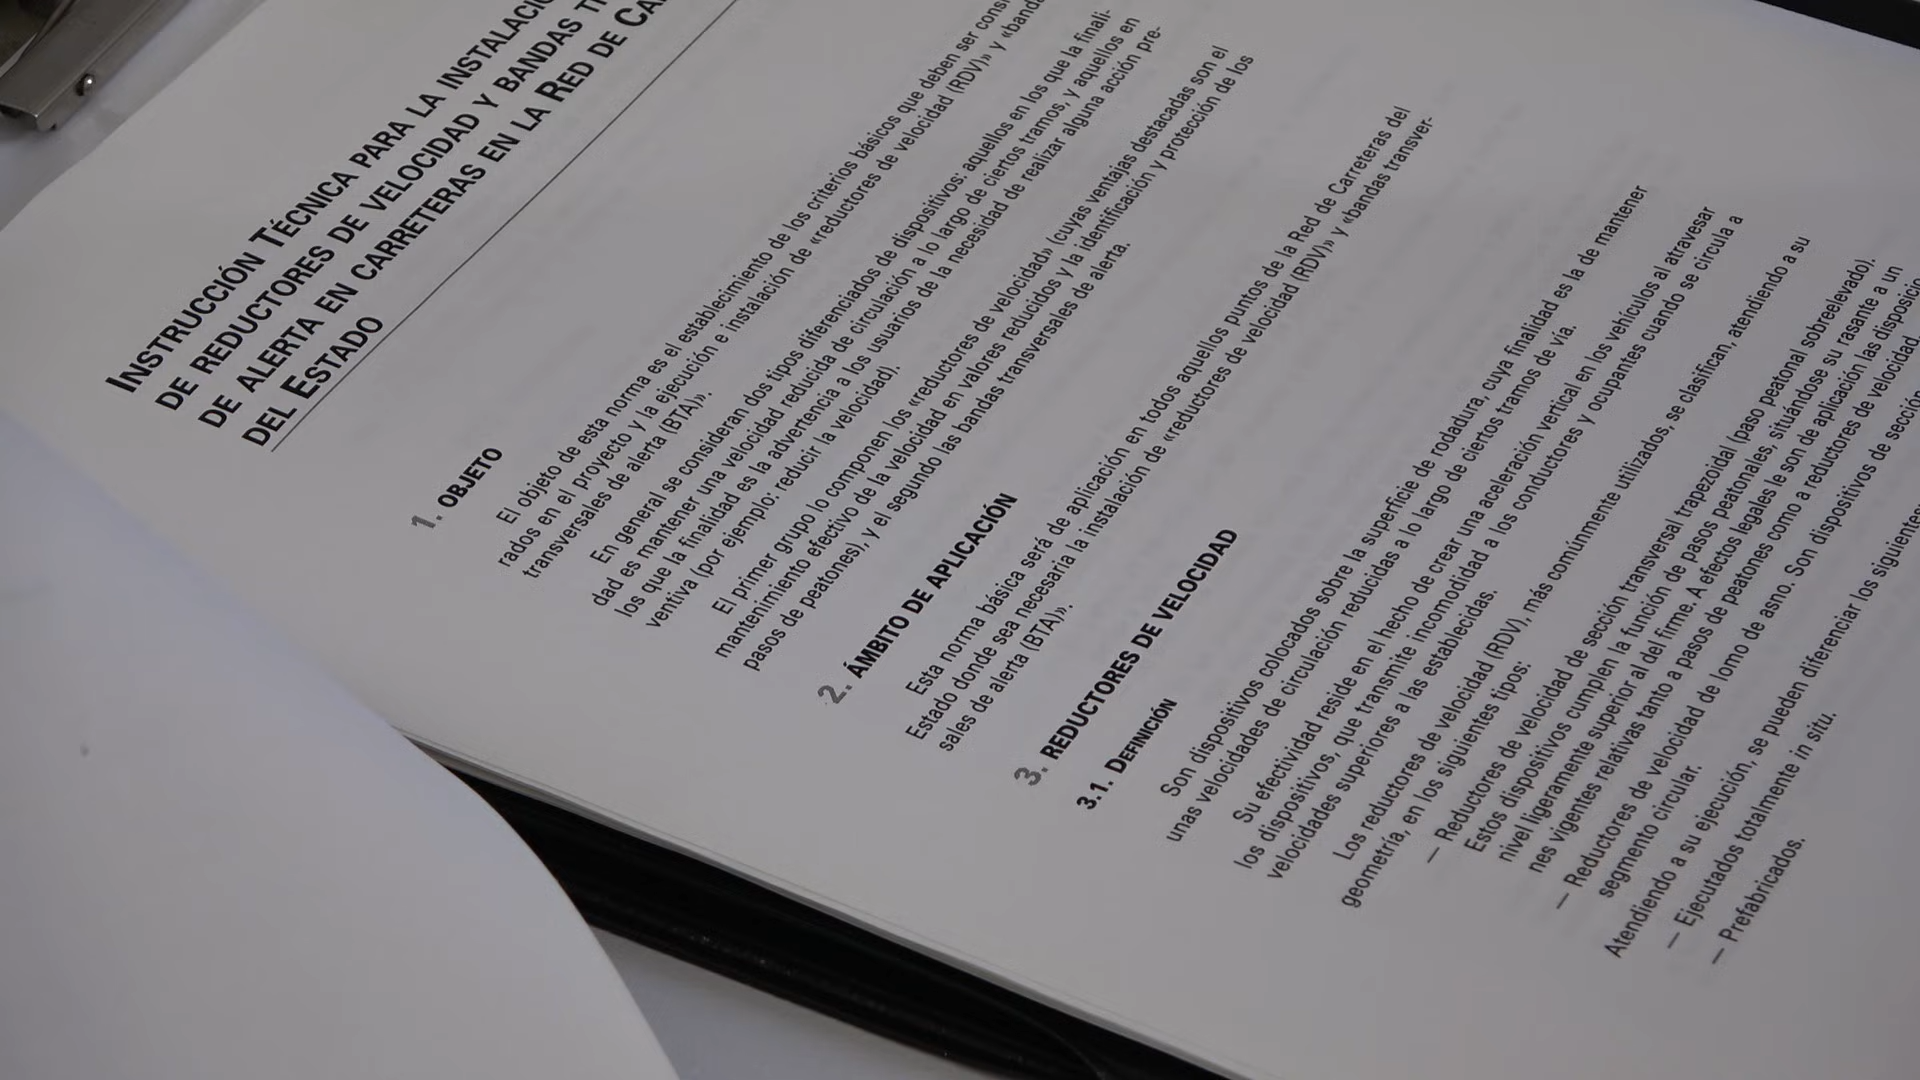 INSTRUCCIÓN TÉCNICA PARA LA
DE REDUCTORES DE VELOCIDAD Y BANDAS
DE ALERTA EN CARRETERAS EN LA RED DE
DEL ESTADO
1. OBJETO
El objeto de esta norma es el establecimiento de los criterios básicos que deben ser
rados en el proyecto y la ejecución e instalación de «reductores de velocidad (RDV)» y
transversales de alerta (BTA)».
En general se consideran dos tipos diferenciados de dispositivos: aquellos en los que la finali-
dad es mantener una velocidad reducida de circulación a lo largo de ciertos tramos, y aquellos en
los que la finalidad es la advertencia a los usuarios de la necesidad de realizar alguna acción pre-
ventiva (por ejemplo: reducir la velocidad).
El primer grupo lo componen los «reductores de velocidad» (cuyas ventajas destacadas son el
mantenimiento efectivo de la velocidad en valores reducidos y la identificación y protección de los
pasos de peatones), y el segundo las bandas transversales de alerta.
2. ÁMBITO DE APLICACIÓN
Esta norma básica será de aplicación en todos aquellos puntos de la Red de Carreteras del
Estado donde sea necesaria la instalación de «reductores de velocidad (RDV)» y «bandas transver-
sales de alerta (BTA)».
3. REDUCTORES DE VELOCIDAD
3.1. DEFINICIÓN
Son dispositivos colocados sobre la superficie de rodadura, cuya finalidad es la de mantener
unas velocidades de circulación reducidas a lo largo de ciertos tramos de vía.
Su efectividad reside en el hecho de crear una aceleración vertical en los vehículos al atravesar
los dispositivos, que transmite incomodidad a los conductores y ocupantes cuando se circula a
velocidades superiores a las establecidas.
Los reductores de velocidad (RDV), más comúnmente utilizados, se clasifican, atendiendo a su
geometría, en los siguientes tipos:
— Reductores de velocidad de sección transversal trapezoidal (paso peatonal sobreelevado).
Estos dispositivos cumplen la función de pasos peatonales, situándose su rasante a un
nivel ligeramente superior al del firme. A efectos legales le son de aplicación las
nes vigentes relativas tanto a pasos de peatones como a reductores de velocidad.
— Reductores de velocidad de lomo de asno. Son dispositivos de sección
segmento circular.
Atendiendo a su ejecución, se pueden diferenciar los siguientes
— Ejecutados totalmente in situ.
— Prefabricados.